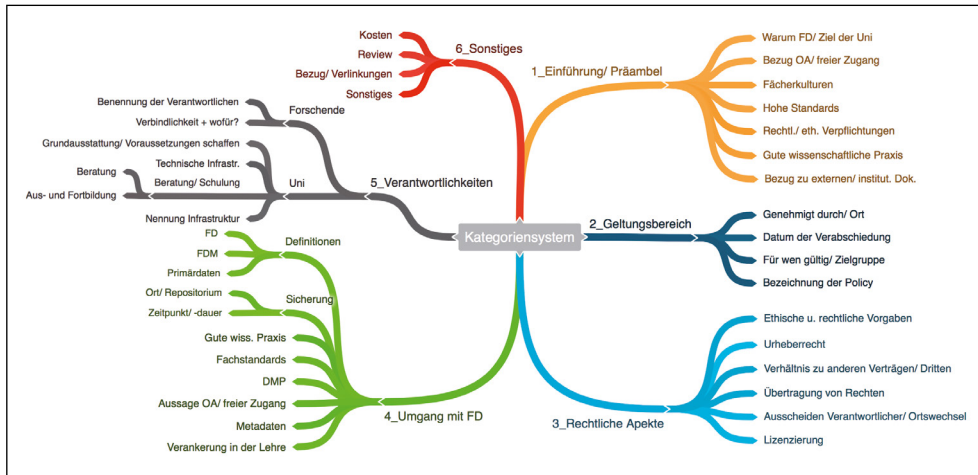 Kategoriensystem
1_Einführung/ Präambel
Warum FD/ Ziel der Uni
Bezug OA/ freier Zugang
Fächerkulturen
Hohe Standards
Rechtl./ eth. Verpflichtungen
Gute wissenschaftliche Praxis
Bezug zu externen/ institut. Dok.
2_Geltungsbereich
Genehmigt durch/ Ort
Datum der Verabschiedung
Für wen gültig/ Zielgruppe
Bezeichnung der Policy
3_Rechtliche Apekte
Ethische u. rechtliche Vorgaben
Urheberrecht
Verhältnis zu anderen Verträgen/ Dritten
Übertragung von Rechten
Ausscheiden Verantwortlicher/ Ortswechsel
Lizenzierung
4_Umgang mit FD
Definitionen
FD
FDM
Primärdaten
Sicherung
Ort/ Repositorium
Zeitpunkt/ -dauer
Gute wiss. Praxis
Fachstandards
DMP
Aussage OA/ freier Zugang
Metadaten
Verankerung in der Lehre
5_Verantwortlichkeiten
Forschende
Benennung der Verantwortlichen
Verbindlichkeit + wofür?
Uni
Grundausstattung/ Voraussetzungen schaffen
Technische Infrastr.
Beratung/ Schulung
Beratung
Aus- und Fortbildung
Nennung Infrastruktur
6_Sonstiges
Kosten
Review
Bezug/ Verlinkungen
Sonstiges